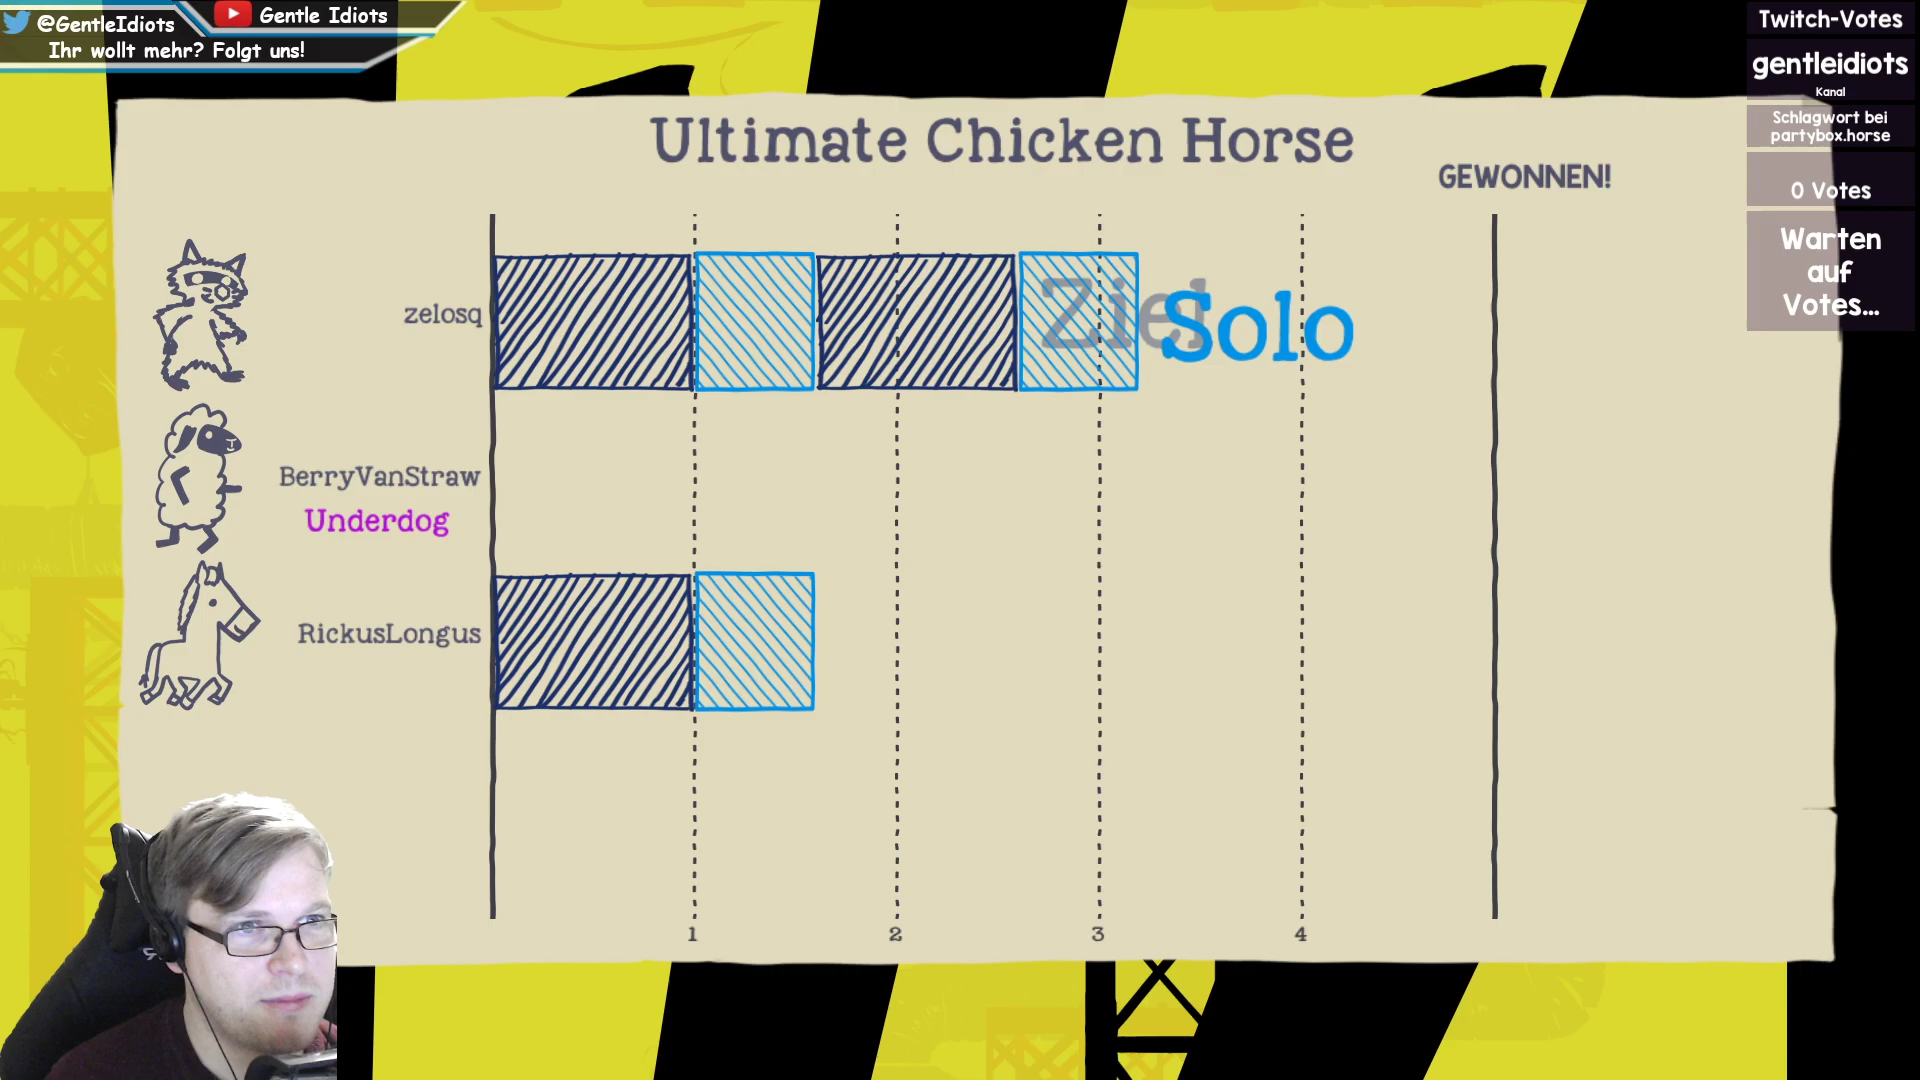 @GentleIdiots
Gentle Idiots
Ihr wollt mehr? Folgt uns!
Twitch-Votes
gentleidiots
Kanal
Schlagwort bei
partybox.horse
0 Votes
Warten
auf
Votes...
Ultimate Chicken Horse
GEWONNEN!
zelosq
Ziel
Solo
BerryVanStraw
Underdog
RickusLongus
1
2
3
4